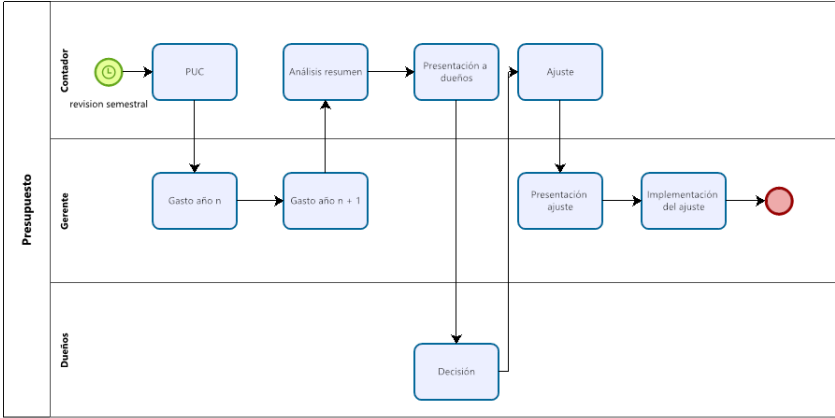 Presupuesto
Contador
revision semestral
PUC
Análisis resumen
Presentación a
dueños
Ajuste
Gerente
Gasto año n
Gasto año n + 1
Presentación
ajuste
Implementación
del ajuste
Dueños
Decisión